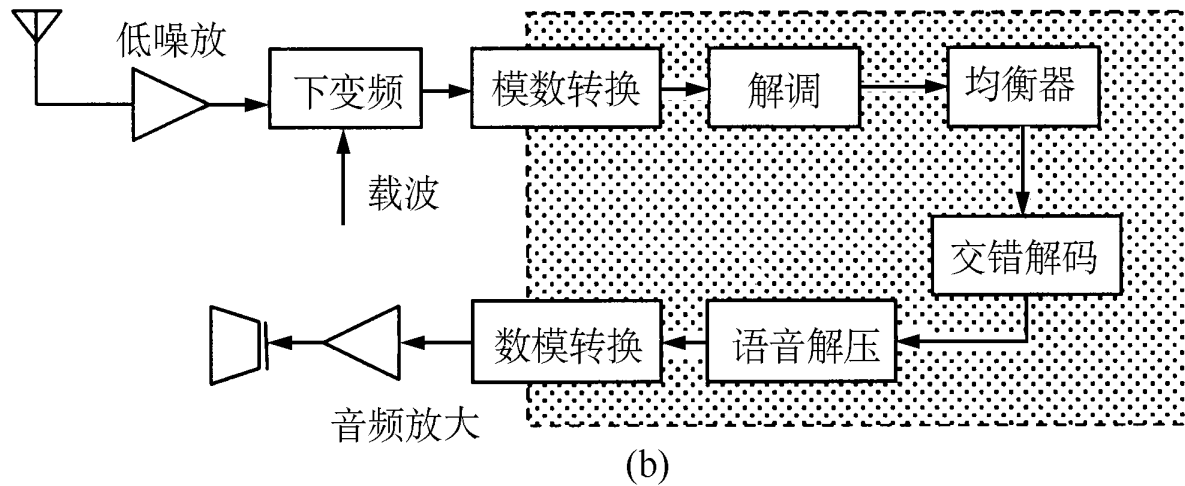 低噪放
下变频
模数转换
解调
均衡器
载波
交错解码
数模转换
语音解压
音频放大
(b)